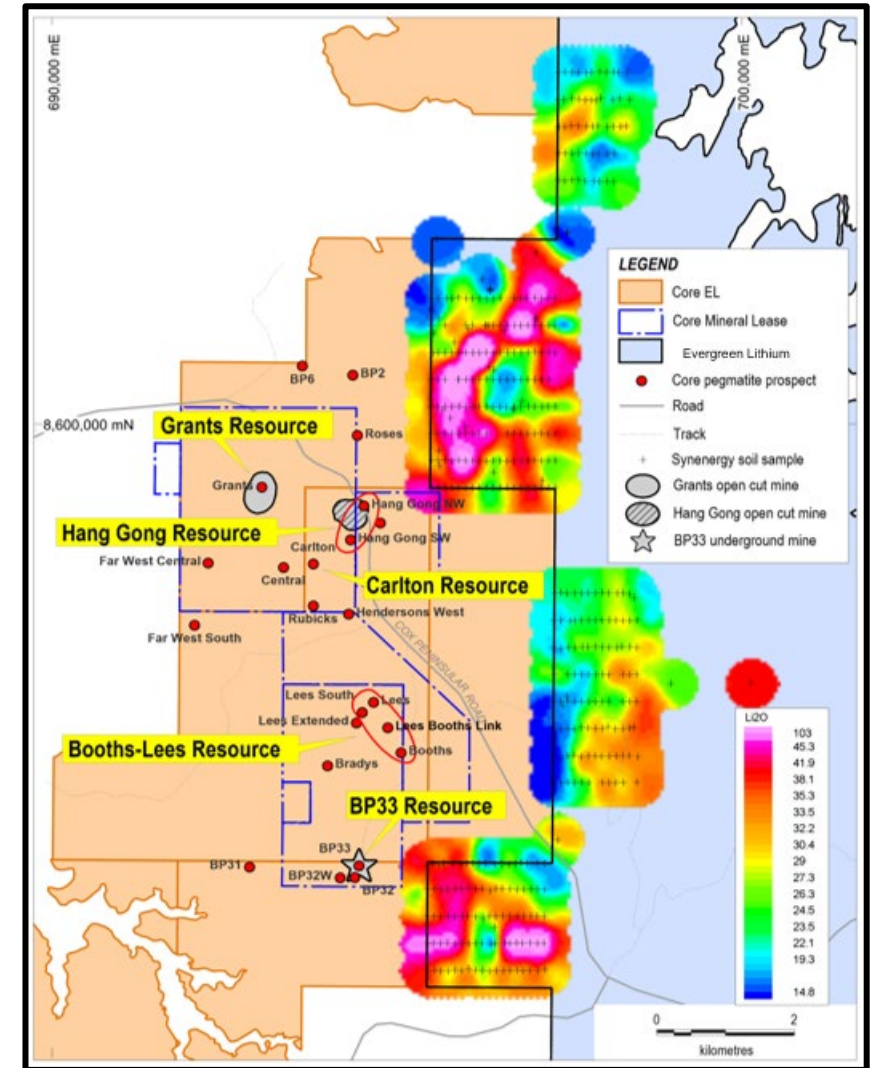 690,000 mE
700,000 mE
LEGEND
Core EL
Core Mineral Lease
Evergreen Lithium
Core pegmatite prospect
Road
Track
Synenergy soil sample
Grants open cut mine
Hang Gong open cut mine
BP33 underground mine
BP6
BP2
8,600,000 mN
Grants Resource
Roses
Grants
Hang Gong NW
Hang Gong Resource
Hang Gong SW
Carlton
Far West Central
Central
Carlton Resource
Rubicks
Hendersons West
Far West South
COX PENINSULAR ROAD
Lees South
Lees
Lees Extended
Lees Booths Link
Booths-Lees Resource
Booths
Bradys
BP33 Resource
BP33
BP31
BP32W
BP32
Li2O
103
45.3
41.9
38.1
35.3
33.5
32.2
30.4
29
27.3
26.3
24.5
23.5
22.1
19.3
14.8
0
2
kilometres